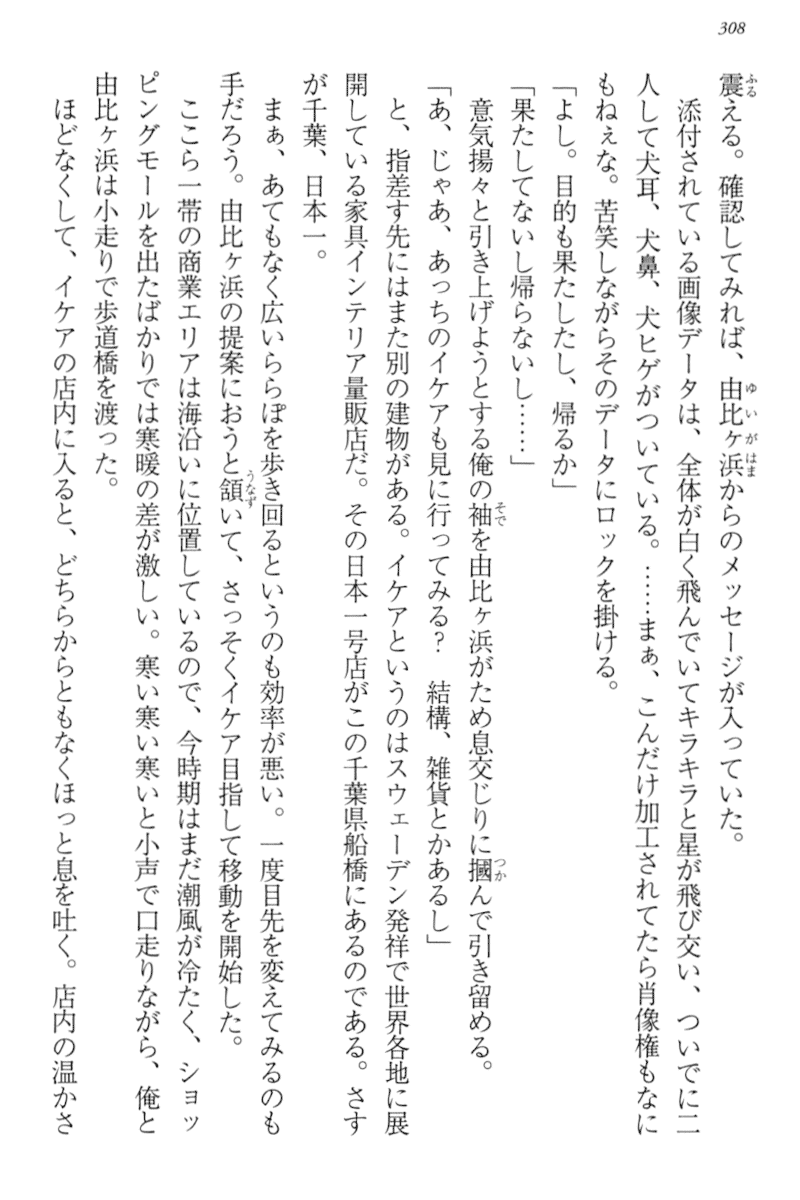 308
震える。確認してみれば、由比ヶ浜からのメッセージが入っていた。
添付されている画像データは、全体が白く飛んでいてキラキラと星が飛び交い、ついでに二
人して犬耳、犬鼻、犬ヒゲがついている。……まぁ、こんだけ加工されてたら肖像権もなに
もねぇな。苦笑しながらそのデータにロックを掛ける。
「よし。目的も果たしたし、帰るか」
「果たしてないし帰らないし……」
意気揚々と引き上げようとする俺の袖を由比ヶ浜がため息交じりに摑んで引き留める。
「あ、じゃあ、あっちのイケアも見に行ってみる？　結構、雑貨とかあるし」
と、指差す先にはまた別の建物がある。イケアというのはスウェーデン発祥で世界各地に展
開している家具インテリア量販店だ。その日本一号店がこの千葉県船橋にあるのである。さす
が千葉、日本一。
まぁ、あてもなく広いららぽを歩き回るというのも効率が悪い。一度目先を変えてみるのも
手だろう。由比ヶ浜の提案におうと頷いて、さっそくイケア目指して移動を開始した。
ここら一帯の商業エリアは海沿いに位置しているので、今時期はまだ潮風が冷たく、ショッ
ピングモールを出たばかりでは寒暖の差が激しい。寒い寒い寒いと小声で口走りながら、俺と
由比ヶ浜は小走りで歩道橋を渡った。
ほどなくして、イケアの店内に入ると、どちらからともなくほっと息を吐く。店内の温かさ